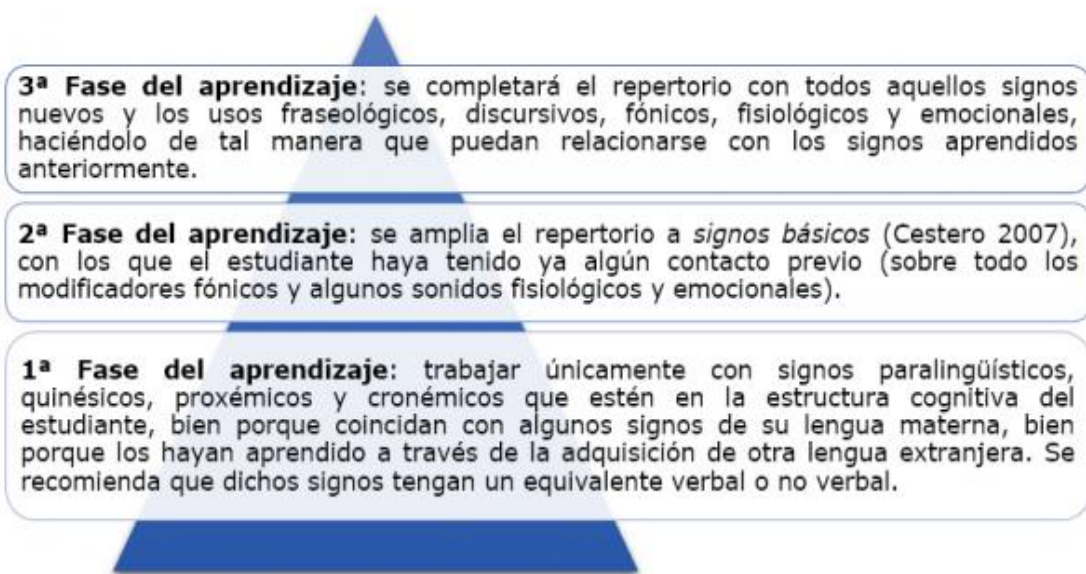 3ª Fase del aprendizaje: se completará el repertorio con todos aquellos signos
nuevos y los usos fraseológicos, discursivos, fónicos, fisiológicos y emocionales,
haciéndolo de tal manera que puedan relacionarse con los signos aprendidos
anteriormente.
2ª Fase del aprendizaje: se amplia el repertorio a signos básicos (Cestero 2007),
con los que el estudiante haya tenido ya algún contacto previo (sobre todo los
modificadores fónicos y algunos sonidos fisiológicos y emocionales).
1ª Fase del aprendizaje: trabajar únicamente con signos paralingüísticos,
quinésicos, proxémicos y cronémicos que estén en la estructura cognitiva del
estudiante, bien porque coincidan con algunos signos de su lengua materna, bien
porque los hayan aprendido a través de la adquisición de otra lengua extranjera. Se
recomienda que dichos signos tengan un equivalente verbal o no verbal.